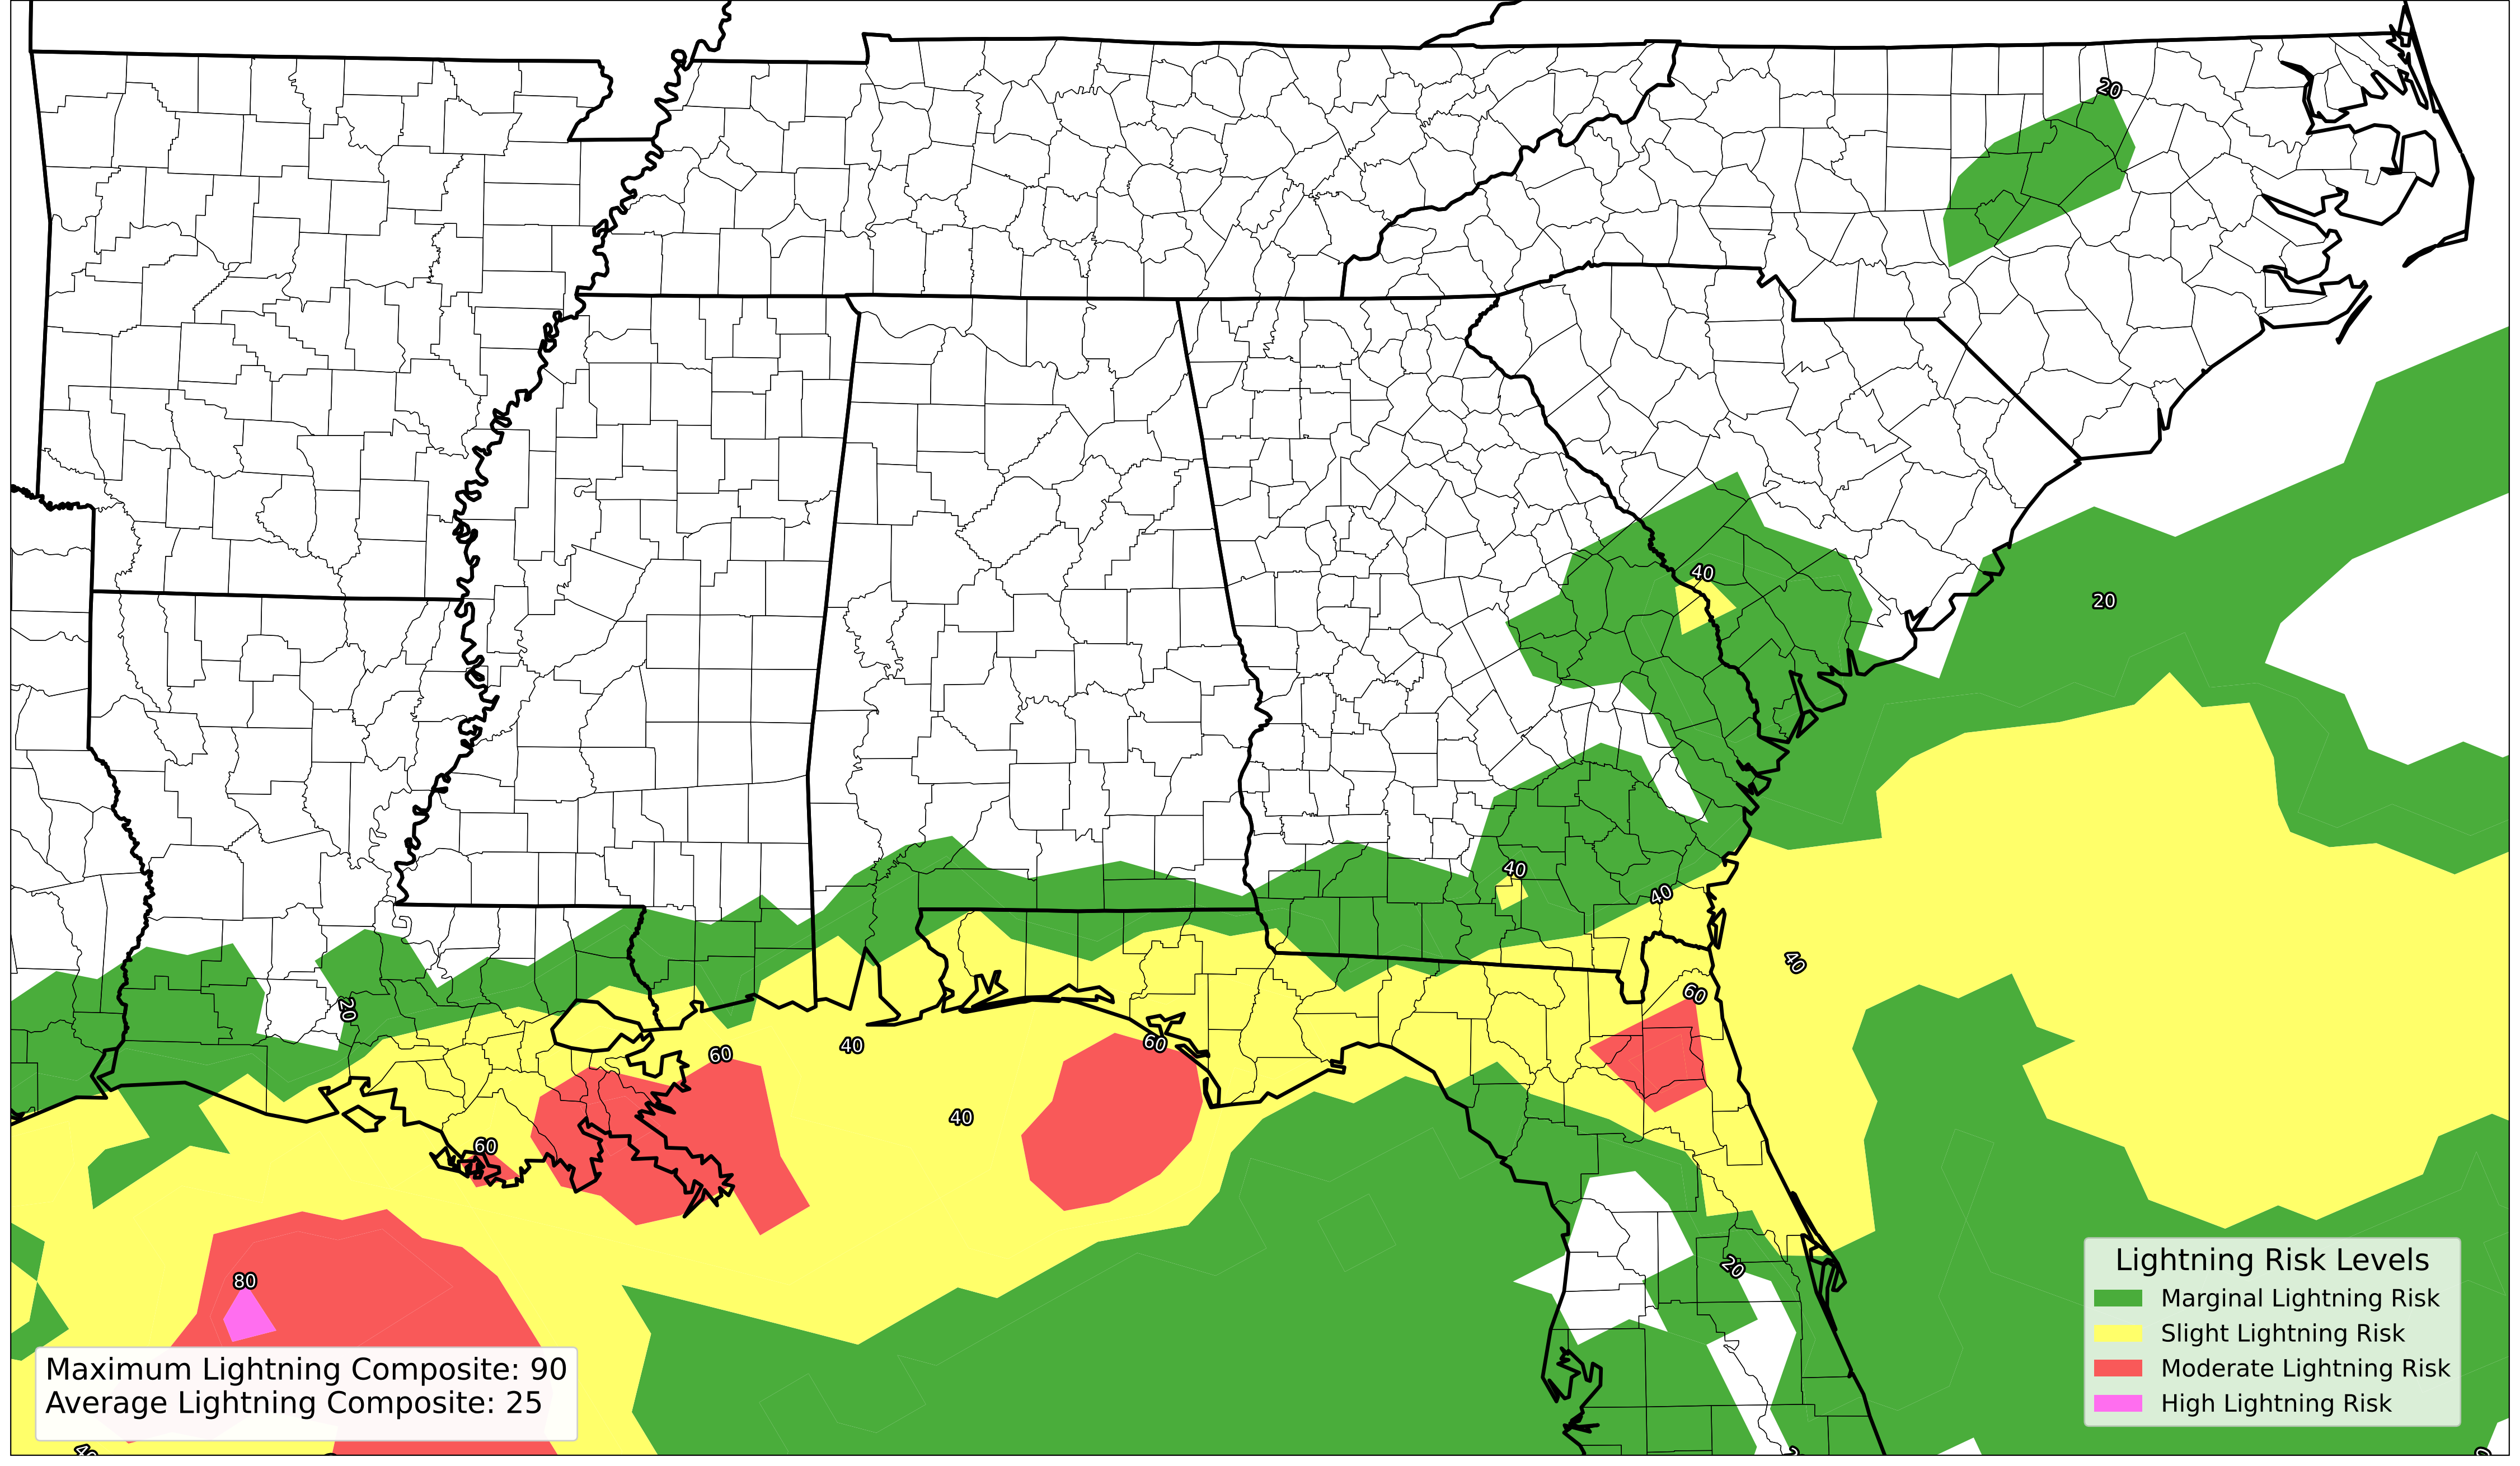 20
40
20
40
40
40
60
20
60
40
60
40
60
20
80
Lightning Risk Levels
Marginal Lightning Risk
Slight Lightning Risk
Moderate Lightning Risk
High Lightning Risk
Maximum Lightning Composite: 90
Average Lightning Composite: 25